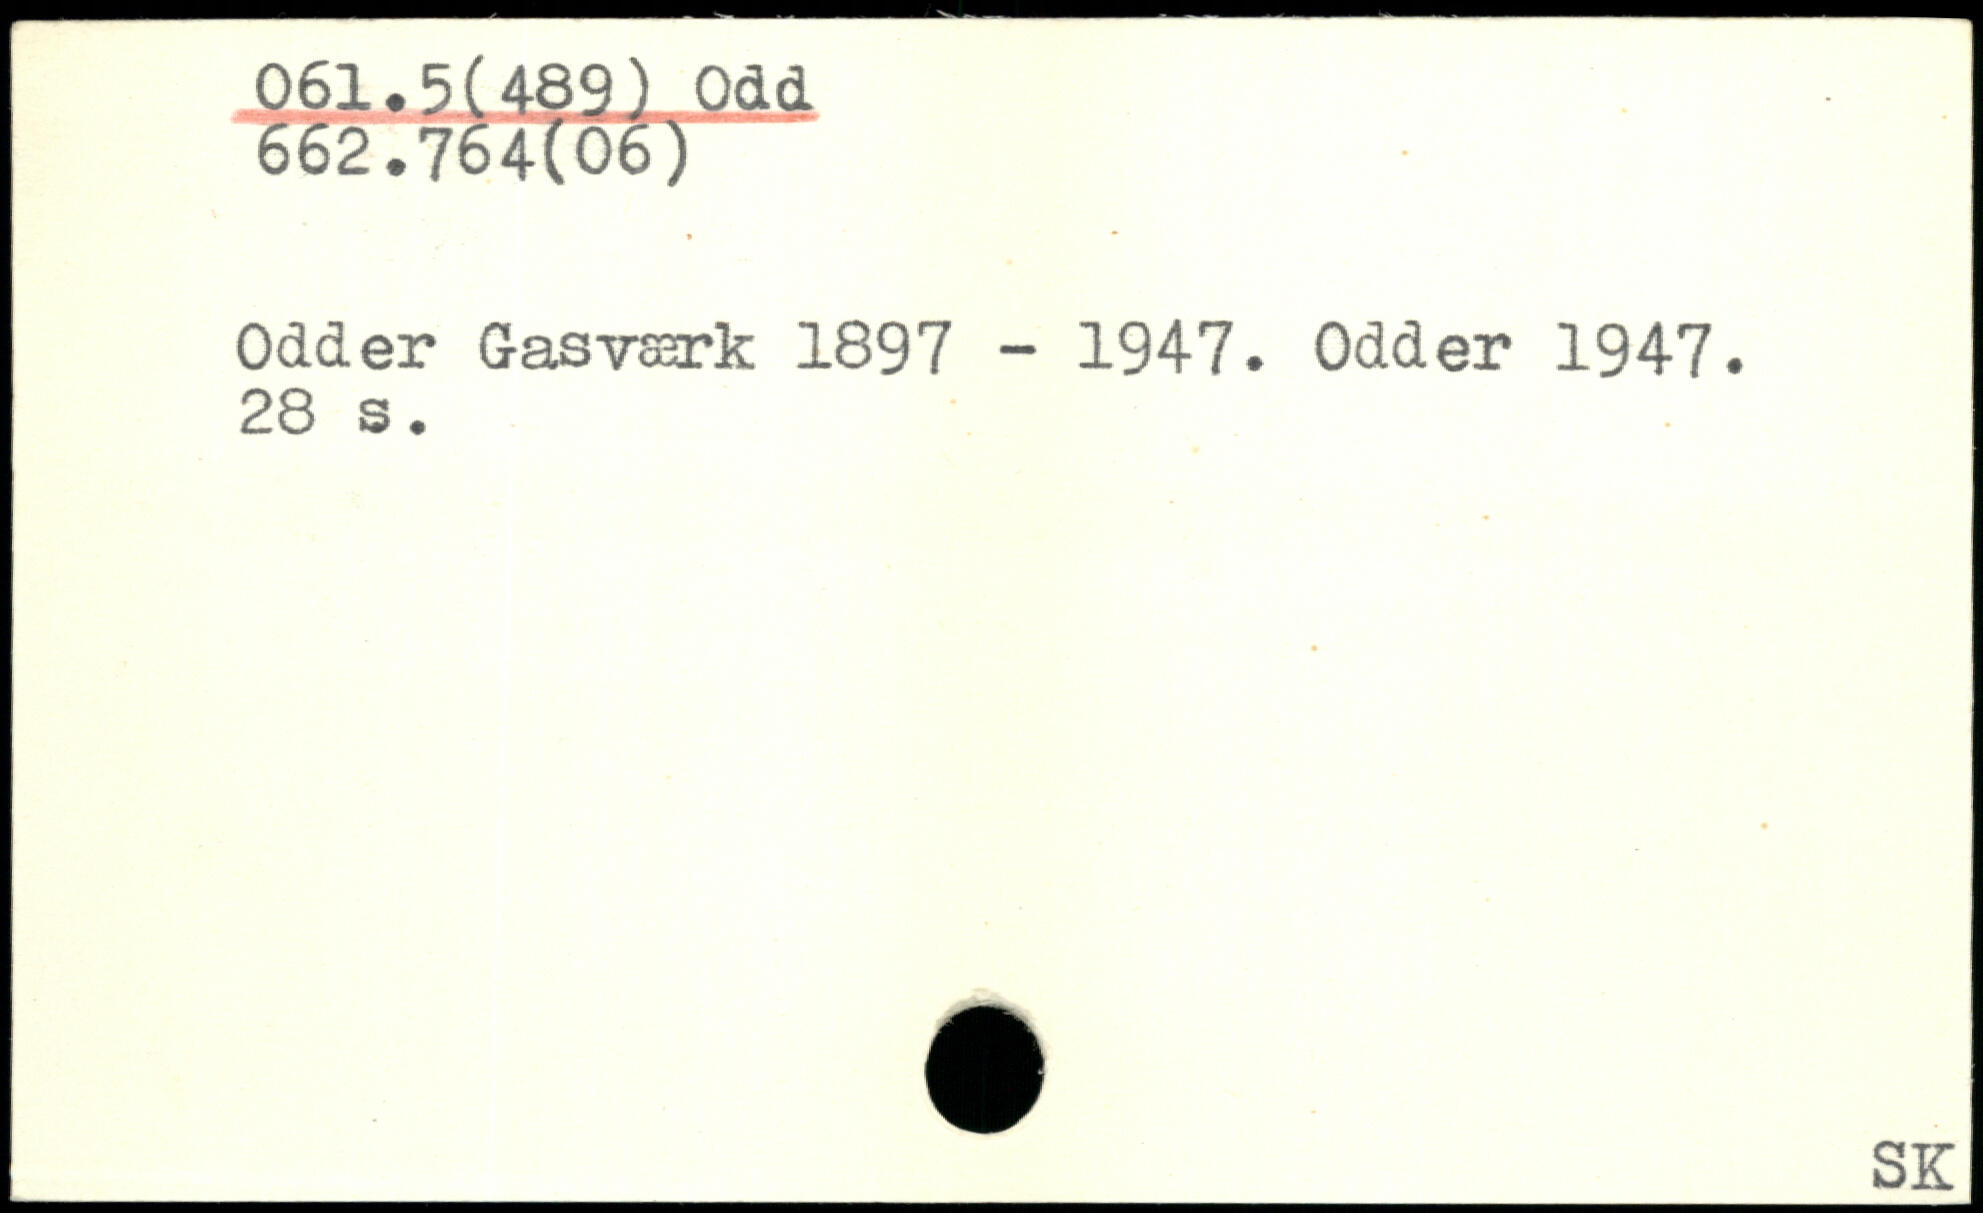 061.5(489) Odd
662.764(06)
Odder Gasværk 1897 - 1947. Odder 1947.
28 s.
SK